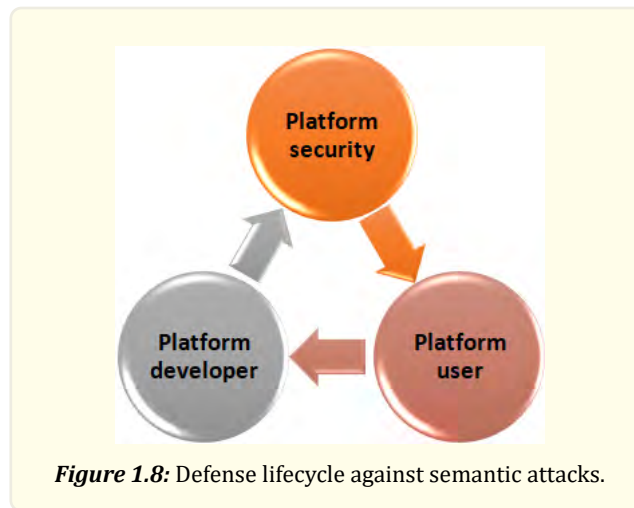 Platform
security
Platform
developer
Platform
user
Figure 1.8: Defense lifecycle against semantic attacks.